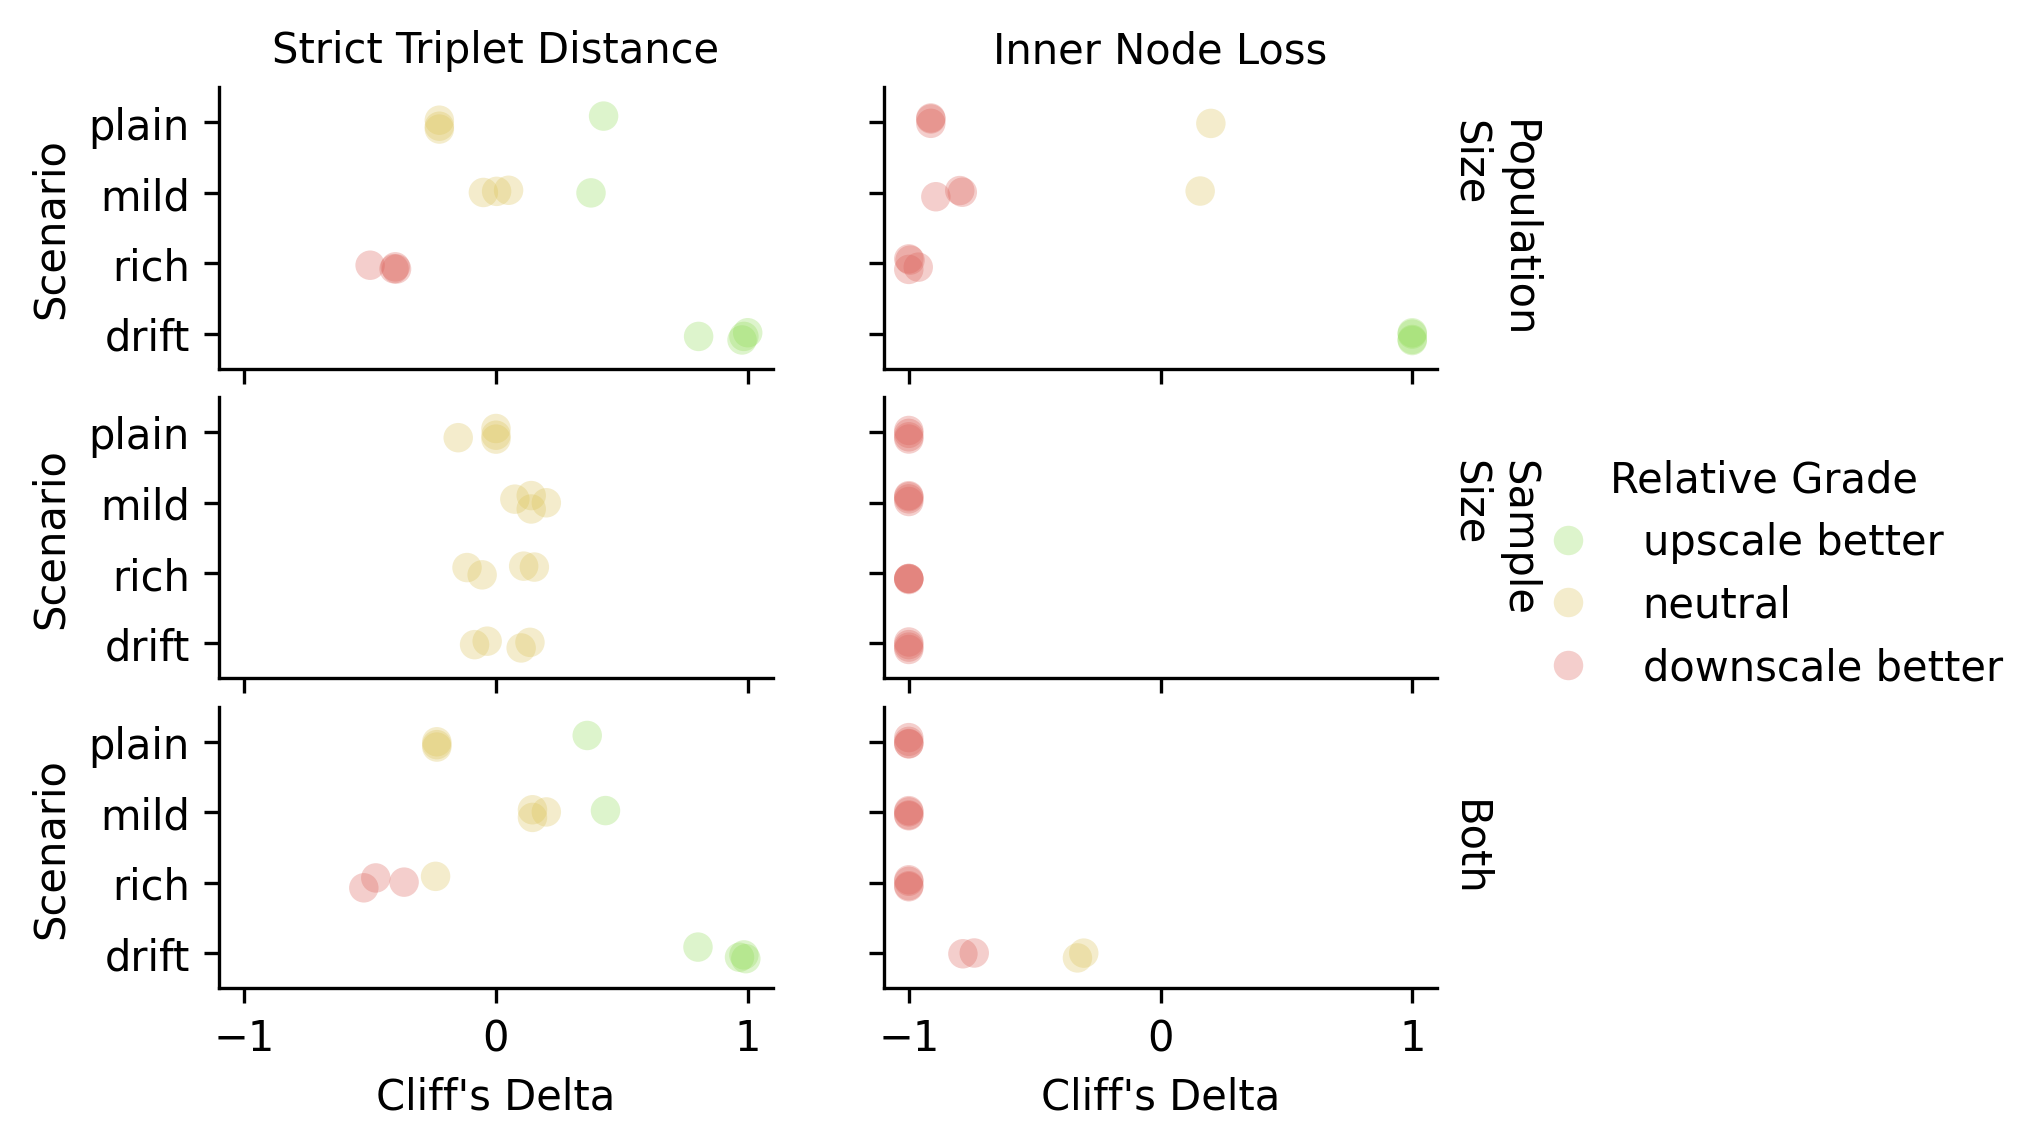 Strict Triplet Distance
Inner Node Loss
Scenario
plain
mild
rich
drift
Population
Size
Scenario
plain
mild
rich
drift
Sample
Size
Relative Grade
upscale better
neutral
downscale better
Scenario
plain
mild
rich
drift
Both
−1 0 1
−1 0 1
Cliff's Delta
Cliff's Delta